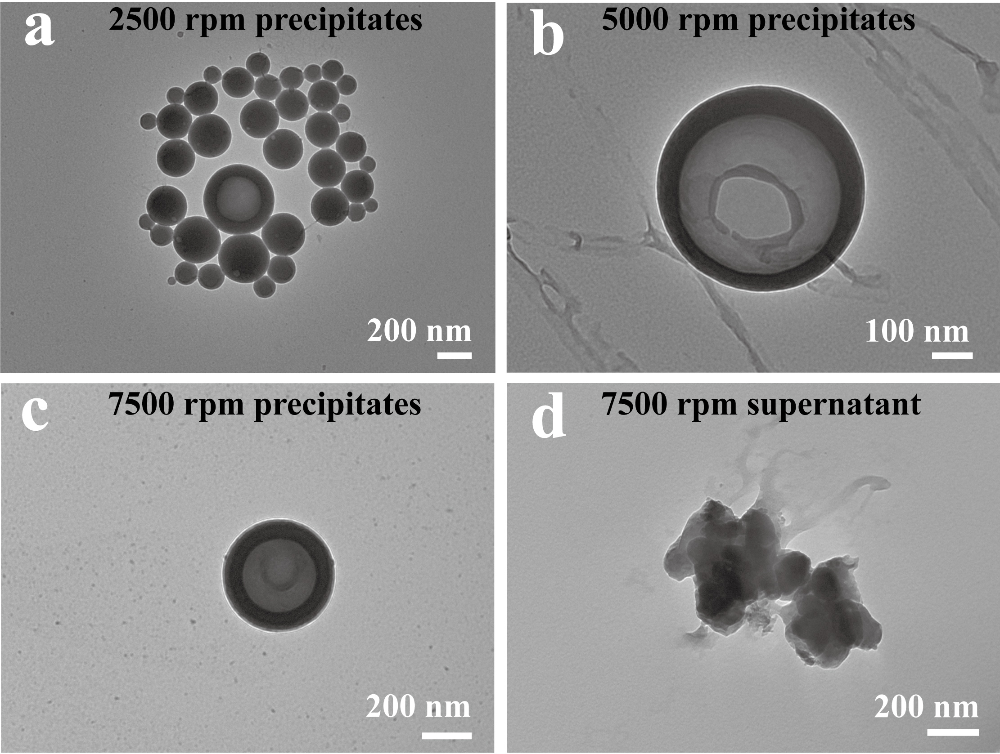 a
2500 rpm precipitates
200 nm
b
5000 rpm precipitates
100 nm
c
7500 rpm precipitates
200 nm
d
7500 rpm supernatant
200 nm